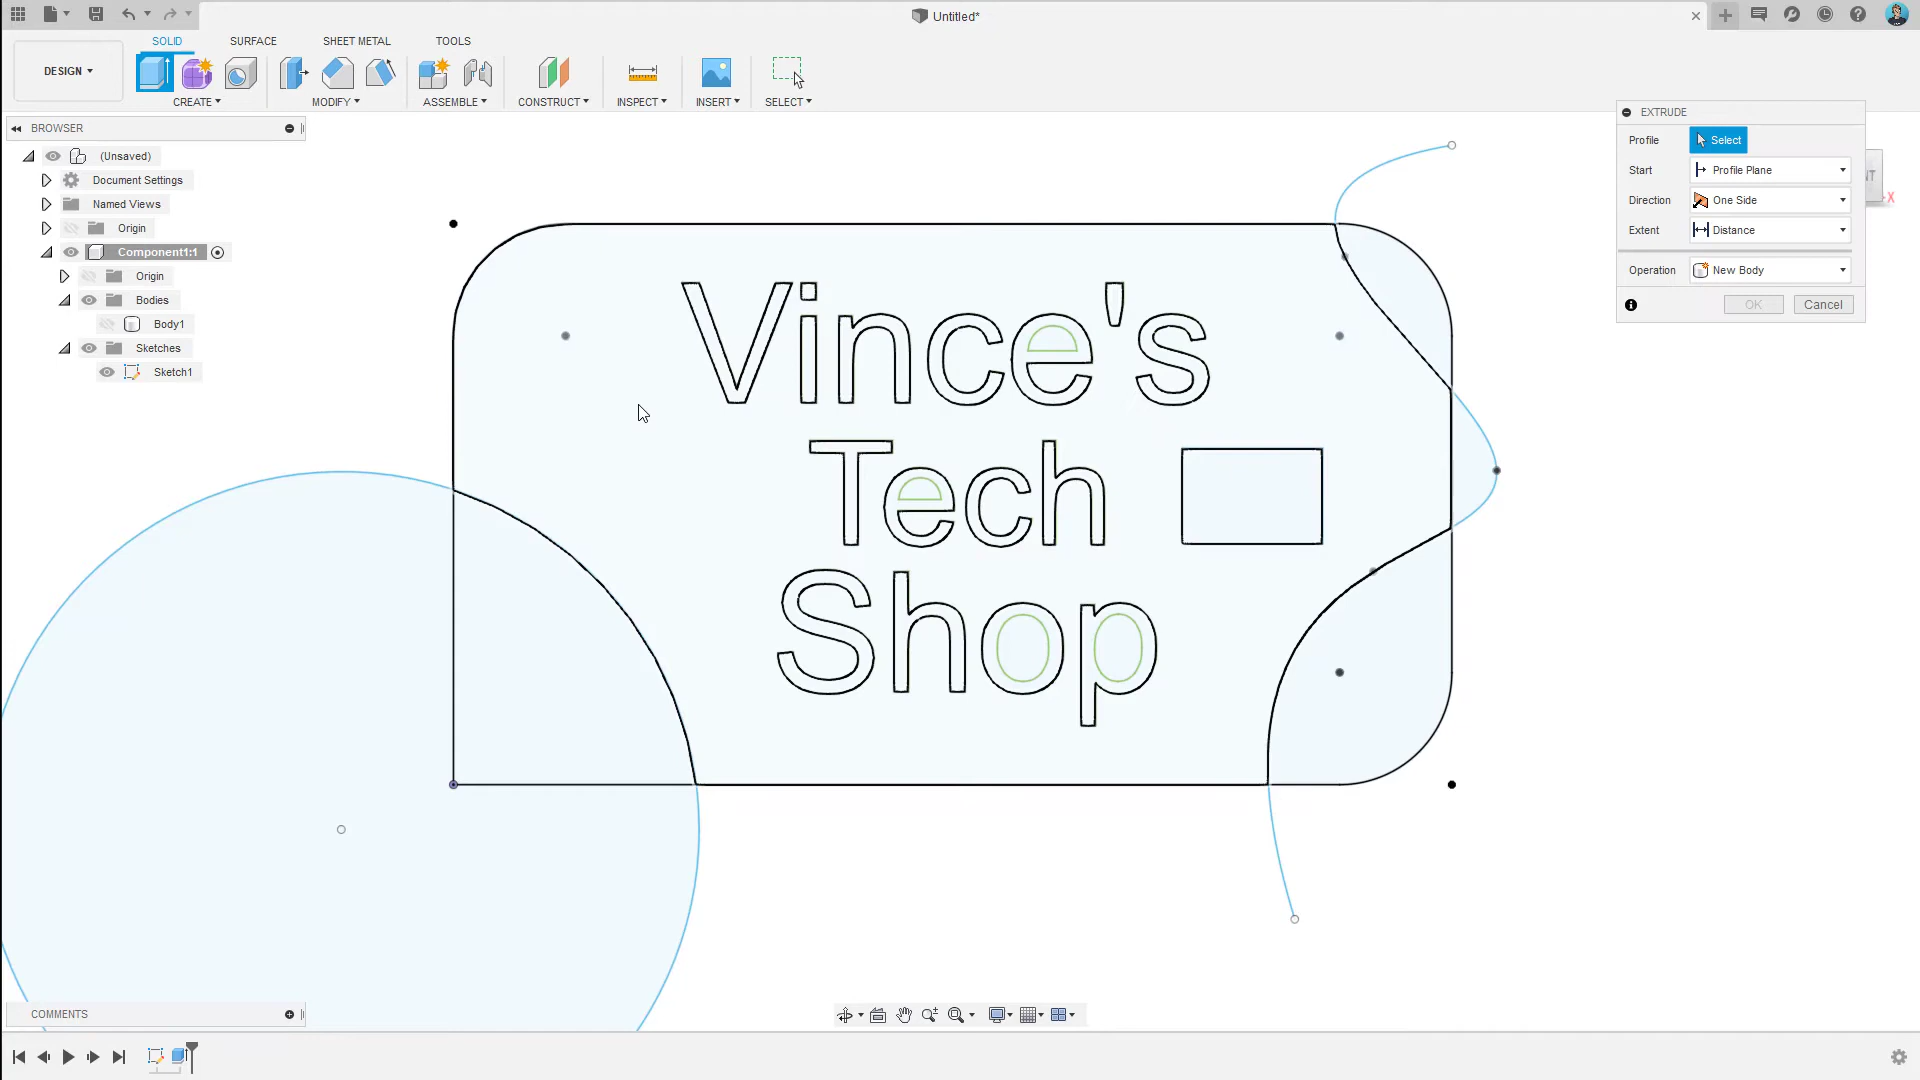 Untitled*
SOLID
SURFACE
SHEET METAL
TOOLS
DESIGN
CREATE
MODIFY
ASSEMBLE
CONSTRUCT
INSPECT
INSERT
SELECT
BROWSER
(Unsaved)
Document Settings
Named Views
Origin
Component1:1
Origin
Bodies
Body1
Sketches
Sketch1
EXTRUDE
Profile
Select
Start
Profile Plane
Direction
One Side
Extent
Distance
Operation
New Body
OK
Cancel
X
Vince's
Tech
Shop
COMMENTS